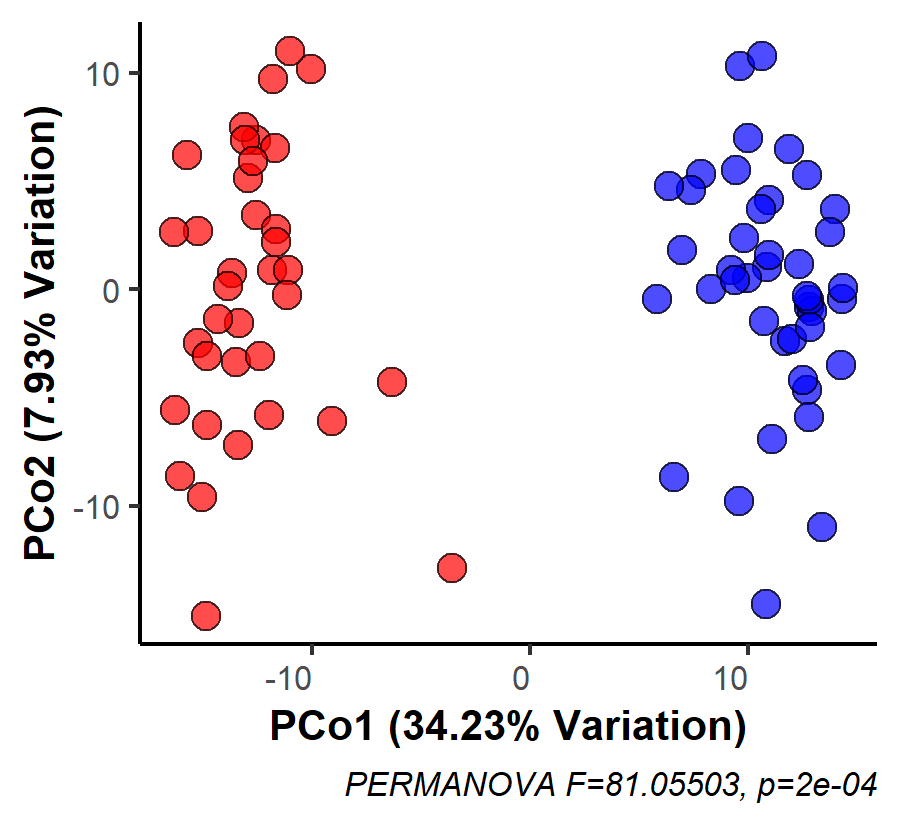 PCo2 (7.93% Variation)
10
0
-10
-10 0 10
PCo1 (34.23% Variation)
PERMANOVA F=81.05503, p=2e-04